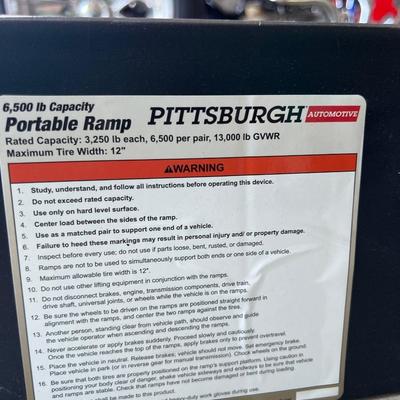 6,500 lb Capacity
Portable Ramp PITTSBURGH AUTOMOTIVE
Rated Capacity: 3,250 lb each, 6,500 per pair, 13,000 lb GVWR
Maximum Tire Width: 12"
⚠WARNING
1. Study, understand, and follow all instructions before operating this device.
2. Do not exceed rated capacity.
3. Use only on hard level surface.
4. Center load between the sides of the ramp.
5. Use as a matched pair to support one end of a vehicle.
6. Failure to heed these markings may result in personal injury and/ or property damage.
7. Inspect before every use; do not use if parts loose, bent, rusted, or damaged.
8. Ramps are not to be used to simultaneously support both ends or one side of a vehicle.
9. Maximum allowable tire width is 12".
10. Do not use other lifting equipment in conjunction with the ramps.
11. Do not disconnect brakes, engine, transmission components, drive train,
drive shaft, universal joints, or wheels while the vehicle is on the ramps.
12. Be sure the wheels to be driven on the ramps are positioned straight forward in
alignment with the ramps, and center the two ramps against the tires.
13. Another person, standing clear from vehicle path, should observe and guide
the vehicle operator when ascending and descending the ramps.
14. Never accelerate or apply brakes suddenly. Proceed slowly and cautiously.
Once the vehicle reaches the top of the ramps, apply brakes only to prevent overtravel.
15. Place the vehicle in neutral. Release brakes; vehicle should not move. Set emergency brake.
Place vehicle in park (or in reverse gear for manual transmission). Chock wheels on the ground.
16. Be sure that both tires are properly positioned on the ramp's support platform. Using caution in
positioning your body clear of danger, shake vehicle sideways and endways to be sure that vehicle
and ramps are stable. Check that ramps have not become damaged or bent during loading.
shall be made to this product.
heavy-duty work gloves during use.